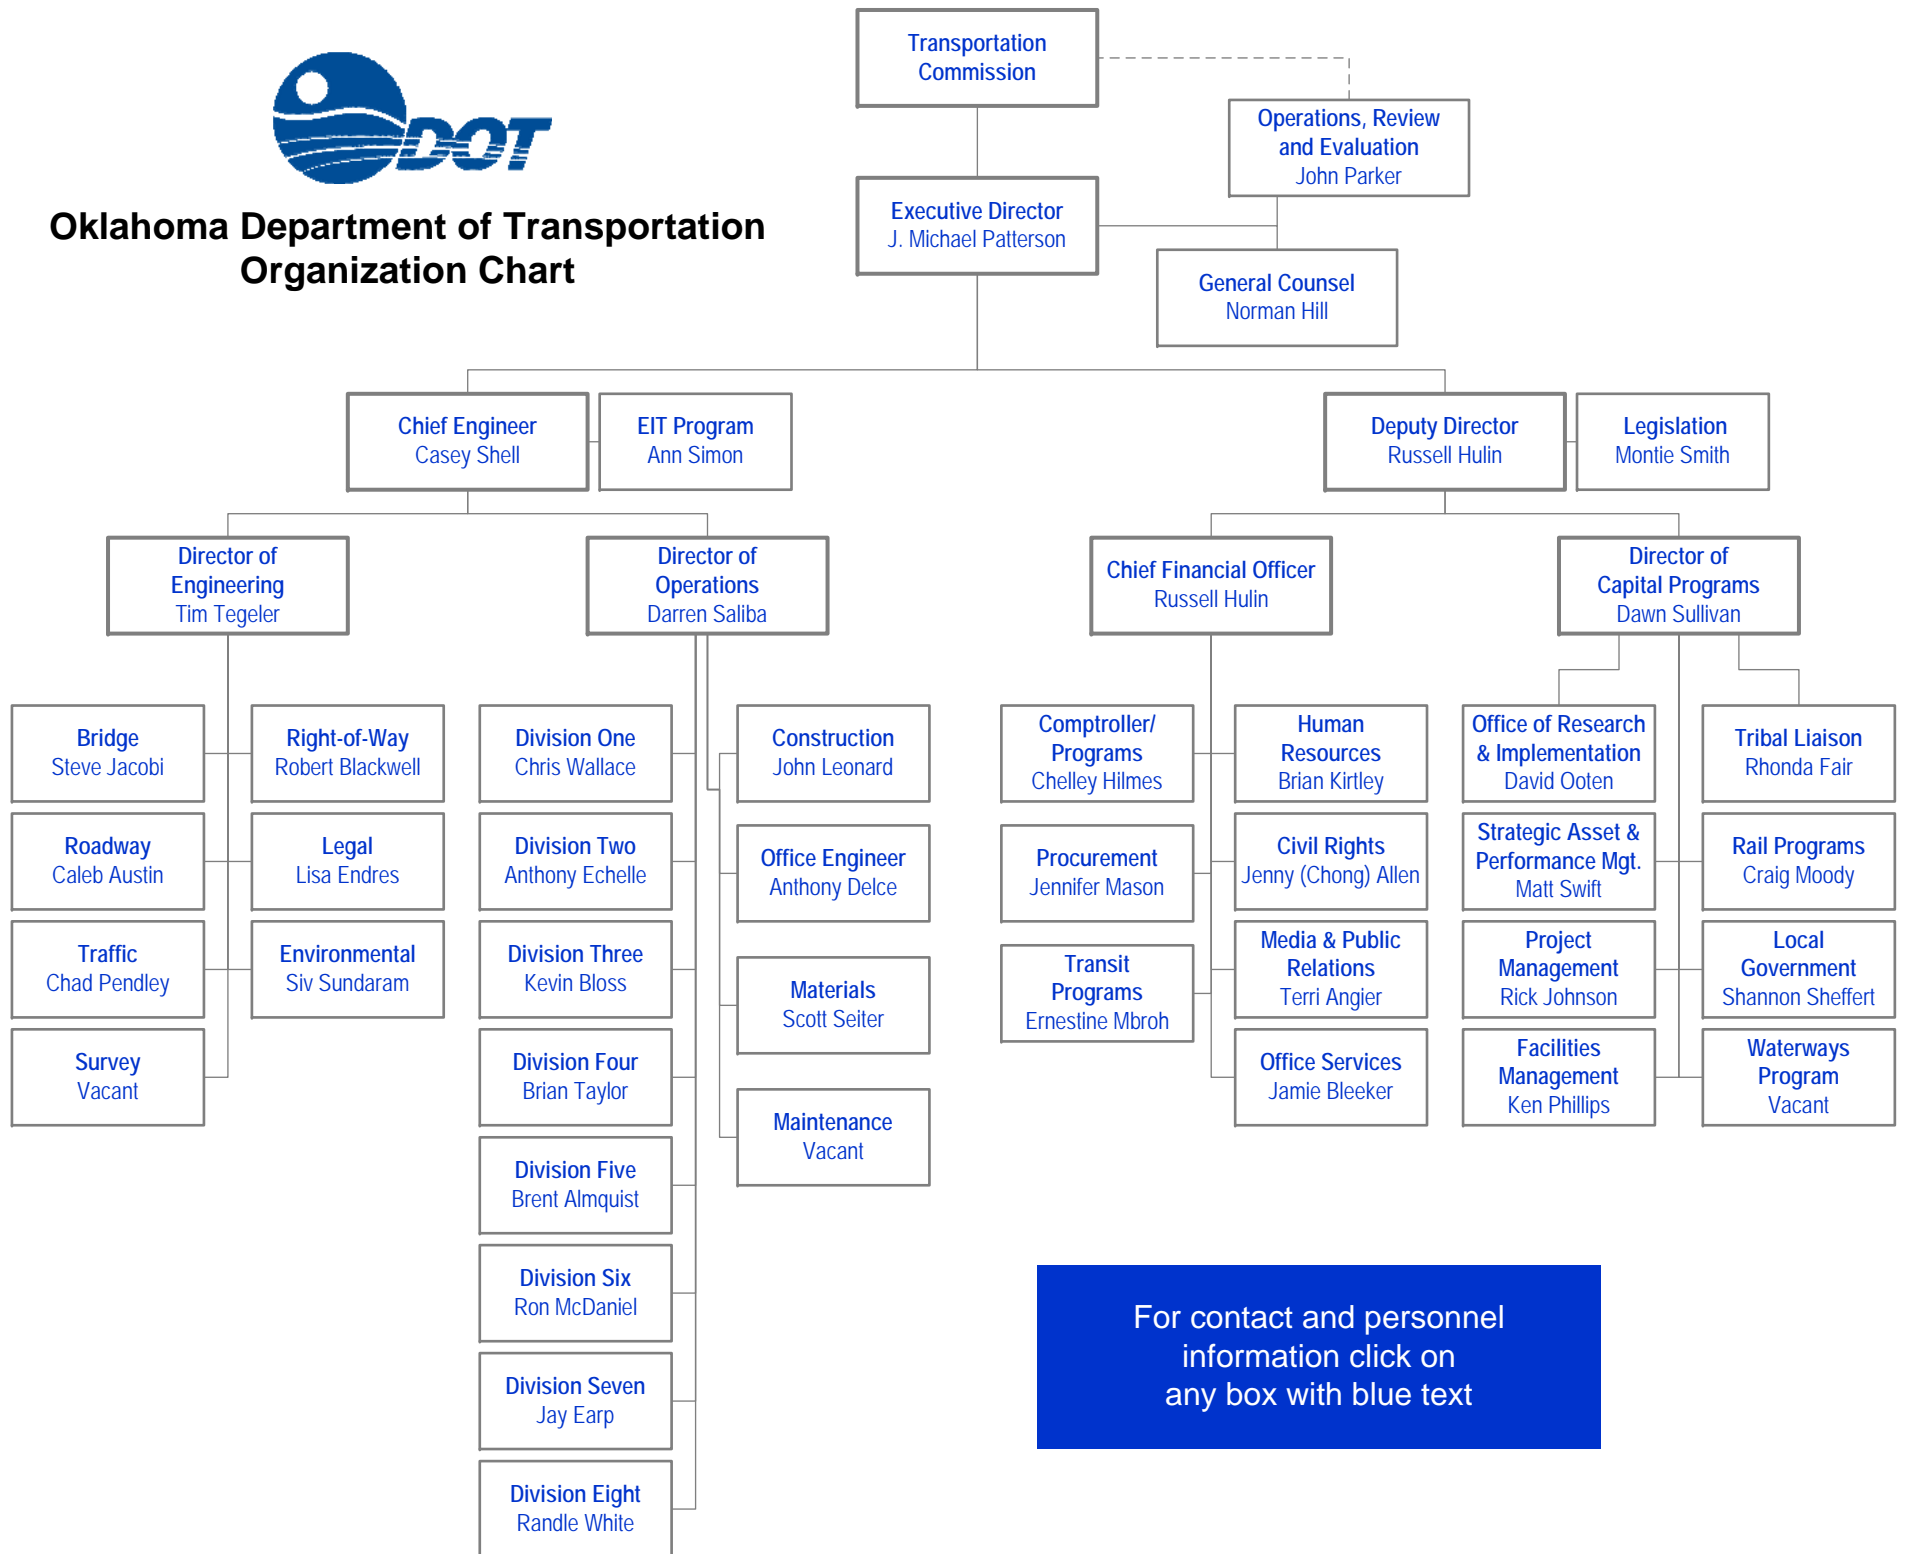 Transportation
Commission
Operations, Review
and Evaluation
John Parker
DOT
Oklahoma Department of Transportation
Organization Chart
Executive Director
J. Michael Patterson
General Counsel
Norman Hill
Chief Engineer
Casey Shell
EIT Program
Ann Simon
Deputy Director
Russell Hulin
Legislation
Montie Smith
Director of
Engineering
Tim Tegeler
Director of
Operations
Darren Saliba
Chief Financial Officer
Russell Hulin
Director of
Capital Programs
Dawn Sullivan
Bridge
Steve Jacobi
Right-of-Way
Robert Blackwell
Roadway
Caleb Austin
Legal
Lisa Endres
Traffic
Chad Pendley
Environmental
Siv Sundaram
Survey
Vacant
Division One
Chris Wallace
Division Two
Anthony Echelle
Division Three
Kevin Bloss
Division Four
Brian Taylor
Division Five
Brent Almquist
Division Six
Ron McDaniel
Division Seven
Jay Earp
Division Eight
Randle White
Construction
John Leonard
Office Engineer
Anthony Delce
Materials
Scott Seiter
Maintenance
Vacant
Comptroller/
Programs
Chelley Hilmes
Human
Resources
Brian Kirtley
Procurement
Jennifer Mason
Civil Rights
Jenny (Chong) Allen
Transit
Programs
Ernestine Mbroh
Media & Public
Relations
Terri Angier
Office Services
Jamie Bleeker
Office of Research
& Implementation
David Ooten
Tribal Liaison
Rhonda Fair
Strategic Asset &
Performance Mgt.
Matt Swift
Rail Programs
Craig Moody
Project
Management
Rick Johnson
Local
Government
Shannon Sheffert
Facilities
Management
Ken Phillips
Waterways
Program
Vacant
For contact and personnel
information click on
any box with blue text